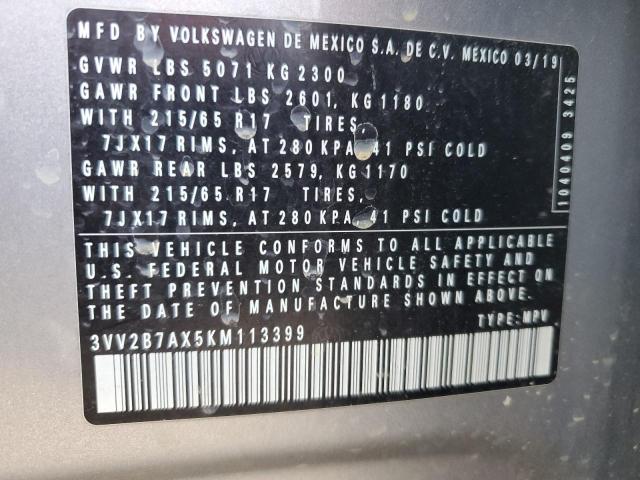 MFD BY VOLKSWAGEN DE MEXICO S.A. DE C.V. MEXICO 03/19
GVWR LBS 5071 KG 2300
GAWR FRONT LBS 2601, KG 1180
WITH 215/65 R17 TIRES,
7JX17 RIMS, AT 280 KPA, 41 PSI COLD
GAWR REAR LBS 2579, KG 1170
WITH 215/65 R17 TIRES,
7JX17 RIMS, AT 280 KPA, 41 PSI COLD
THIS VEHICLE CONFORMS TO ALL APPLICABLE
U.S. FEDERAL MOTOR VEHICLE SAFETY AND
THEFT PREVENTION STANDARDS IN EFFECT ON
THE DATE OF MANUFACTURE SHOWN ABOVE.
3VV2B7AX5KM113399 TYPE: MPV
1040409 3425